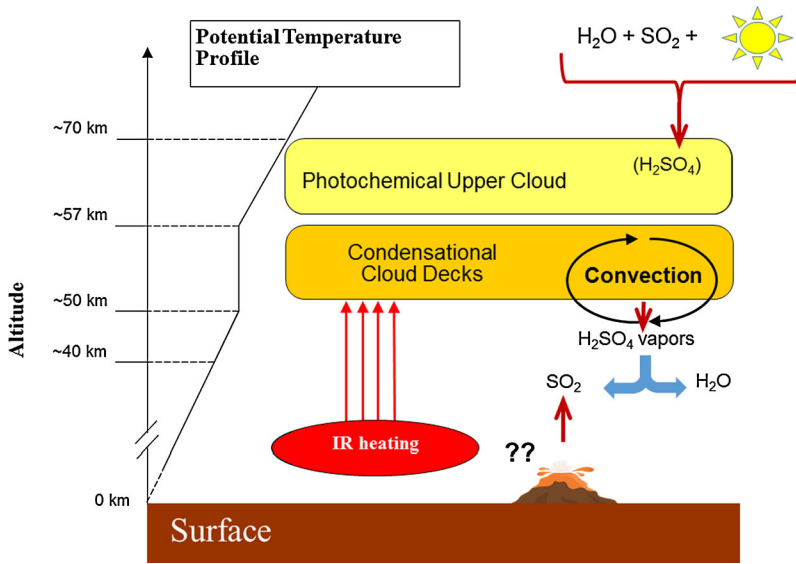 Potential Temperature
Profile
H₂O + SO₂ +
Altitude
~70 km
~57 km
~50 km
~40 km
0 km
(H₂SO₄)
Photochemical Upper Cloud
Condensational
Cloud Decks
Convection
H₂SO₄ vapors
SO₂
H₂O
IR heating
??
Surface